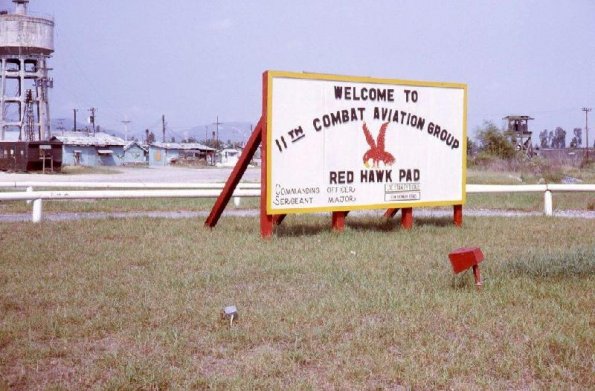 WELCOME TO
11TH COMBAT AVIATION GROUP
RED HAWK PAD
COMMANDING OFFICER
SERGEANT MAJOR